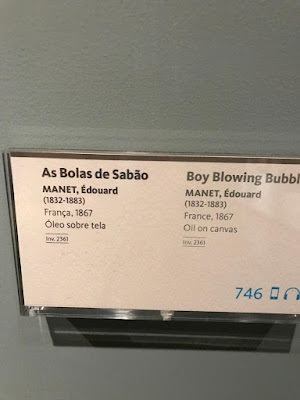 As Bolas de Sabão
MANET, Édouard
(1832-1883)
França, 1867
Óleo sobre tela
Inv. 2361
Boy Blowing Bubbl
MANET, Édouard
(1832-1883)
France, 1867
Oil on canvas
Inv. 2361
746